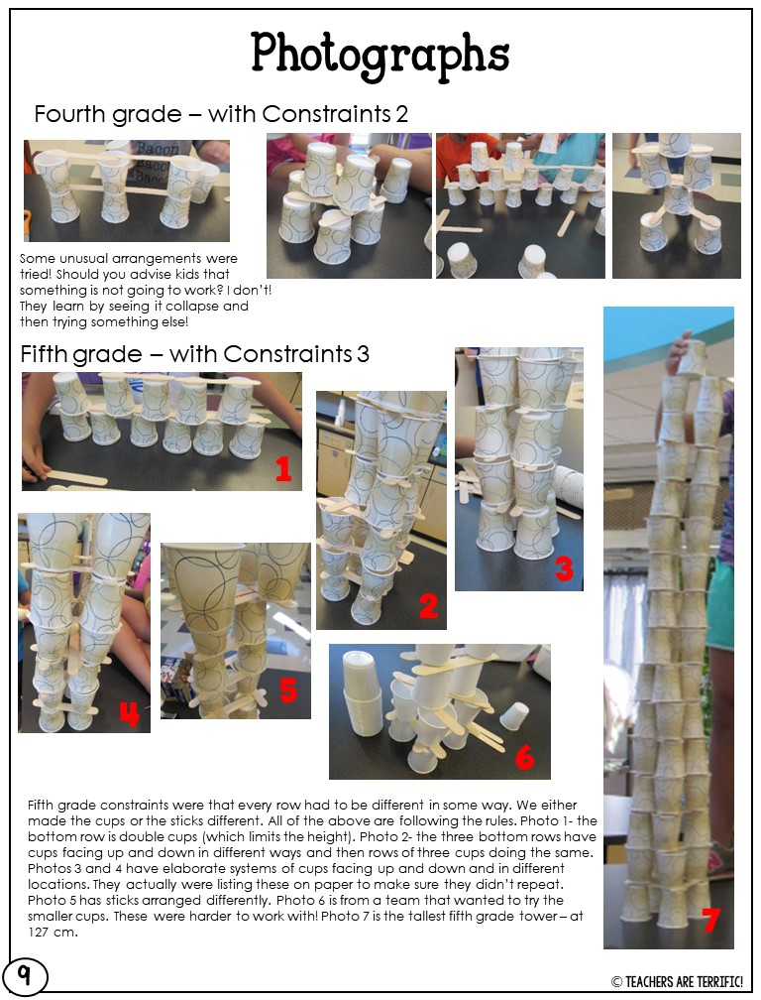 Photographs
Fourth grade – with Constraints 2
Bacon
Bacon
Bacon
Some unusual arrangements were
tried! Should you advise kids that
something is not going to work? I don't!
They learn by seeing it collapse and
then trying something else!
Fifth grade – with Constraints 3
1
2
3
4
5
6
7
Fifth grade constraints were that every row had to be different in some way. We either
made the cups or the sticks different. All of the above are following the rules. Photo 1- the
bottom row is double cups (which limits the height). Photo 2- the three bottom rows have
cups facing up and down in different ways and then rows of three cups doing the same.
Photos 3 and 4 have elaborate systems of cups facing up and down and in different
locations. They actually were listing these on paper to make sure they didn't repeat.
Photo 5 has sticks arranged differently. Photo 6 is from a team that wanted to try the
smaller cups. These were harder to work with! Photo 7 is the tallest fifth grade tower – at
127 cm.
9
© TEACHERS ARE TERRIFIC!